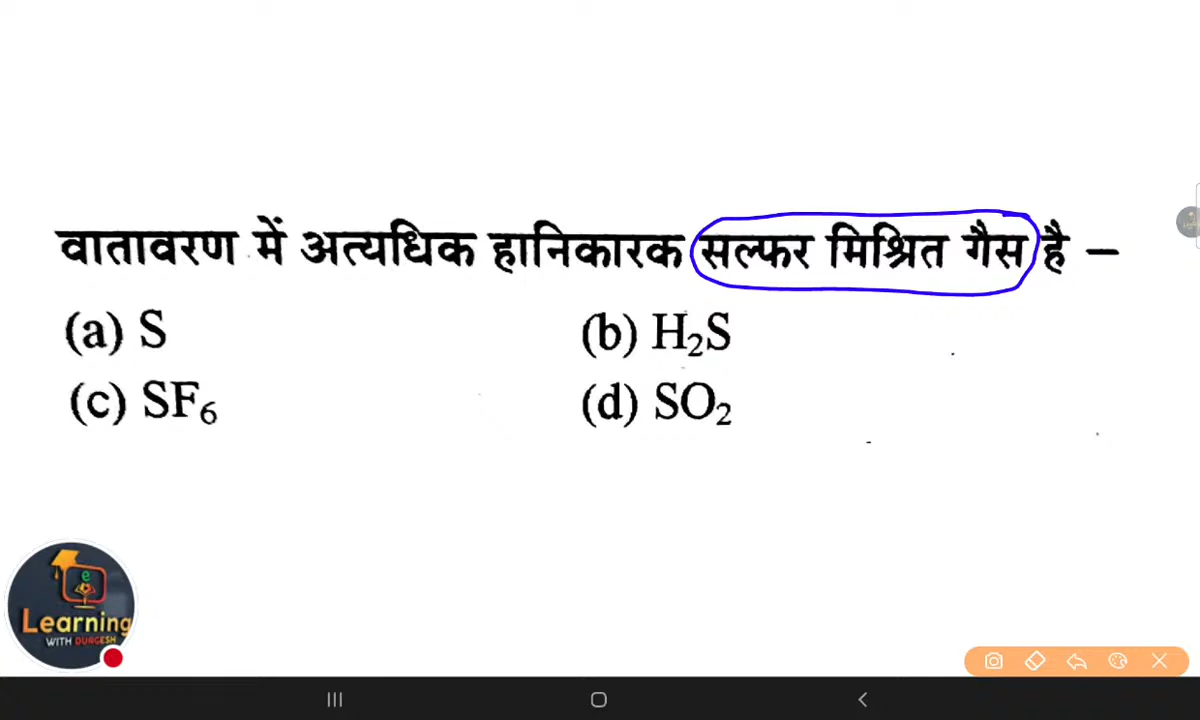 वातावरण में अत्यधिक हानिकारक सल्फर मिश्रित गैस है –
(a) S (b) H₂S
(c) SF₆ (d) SO₂
e
Learning
WITH DURGESH